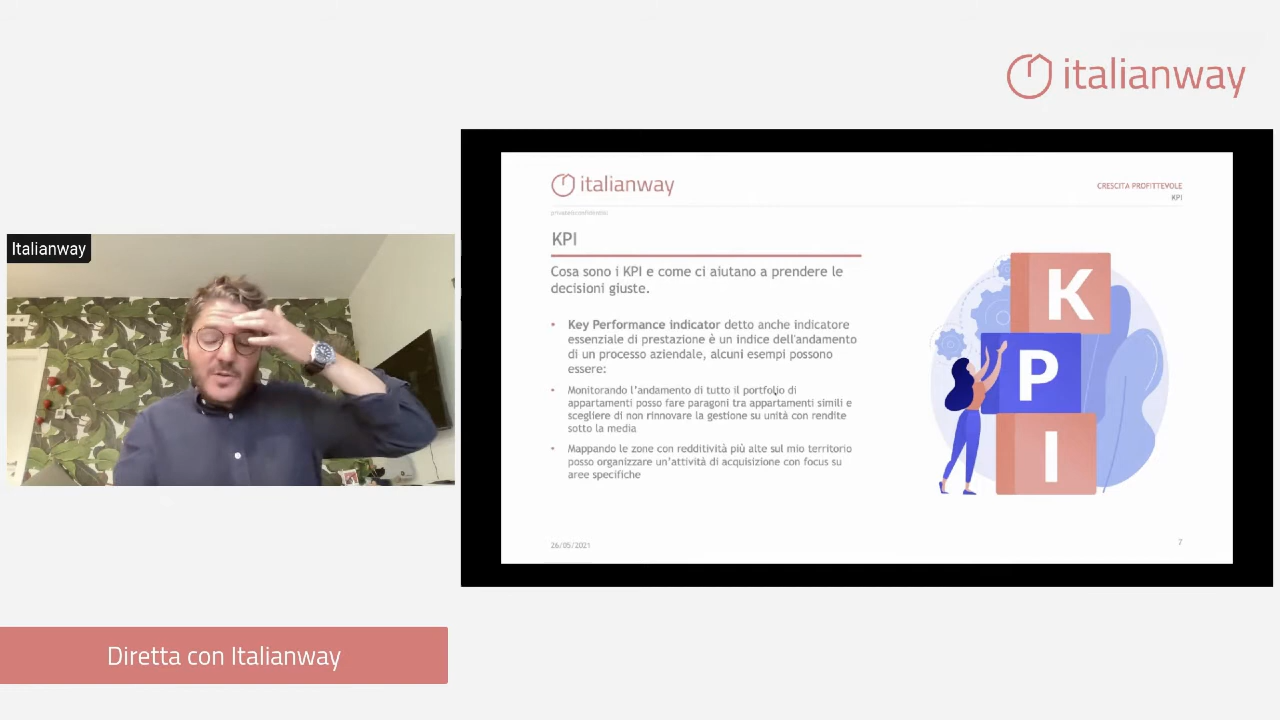 italianway
Italianway
italianway
CRESCITA PROFITTEVOLE
KPI
KPI
Cosa sono i KPI e come ci aiutano a prendere le
decisioni giuste.
• Key Performance indicator detto anche indicatore
essenziale di prestazione è un indice dell'andamento
di un processo aziendale, alcuni esempi possono
essere:
• Monitorando l'andamento di tutto il portfolio di
appartamenti posso fare paragoni tra appartamenti simili e
scegliere di non rinnovare la gestione su unità con rendite
sotto la media
• Mappando le zone con redditività più alte sul mio territorio
posso organizzare un'attività di acquisizione con focus su
aree specifiche
K
P
I
26/05/2021
7
Diretta con Italianway